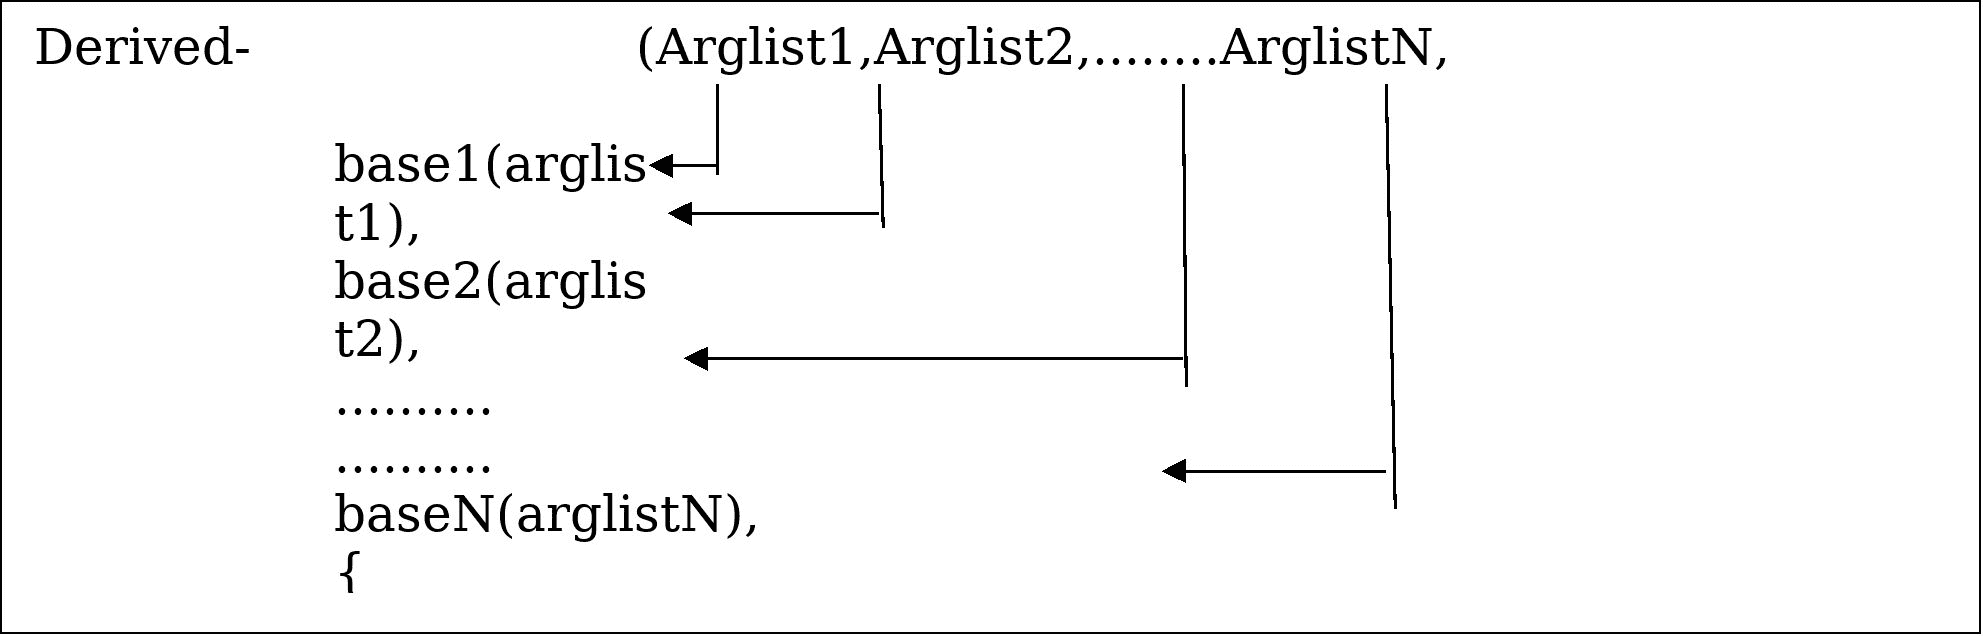 Derived- (Arglist1,Arglist2,........ArglistN,
base1(arglis
t1),
base2(arglis
t2),
..........
..........
baseN(arglistN),
{